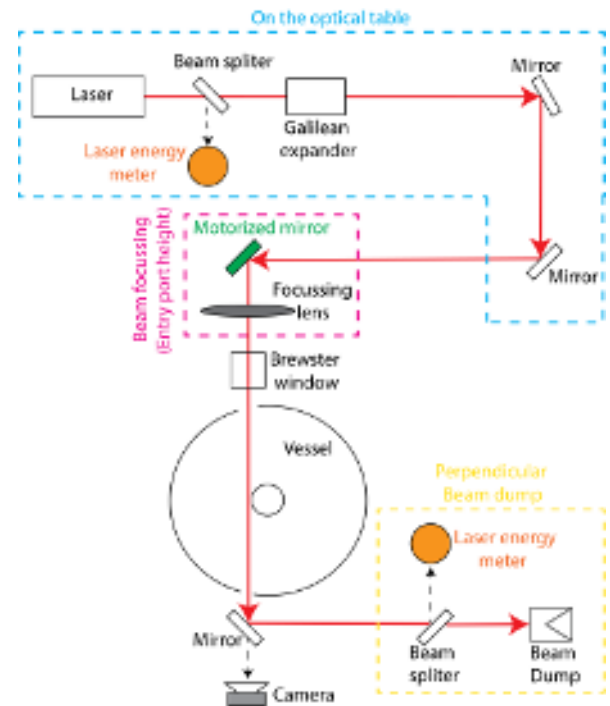 On the optical table
Beam spliter
Mirror
Laser
Galilean
expander
Laser energy
meter
Motorized mirror
Beam focussing
(Entry part height)
Focussing
lens
Mirror
Brewster
window
Vessel
Perpendicular
Beam dump
Laser energy
meter
Mirror
Beam
spliter
Beam
Dump
Camera